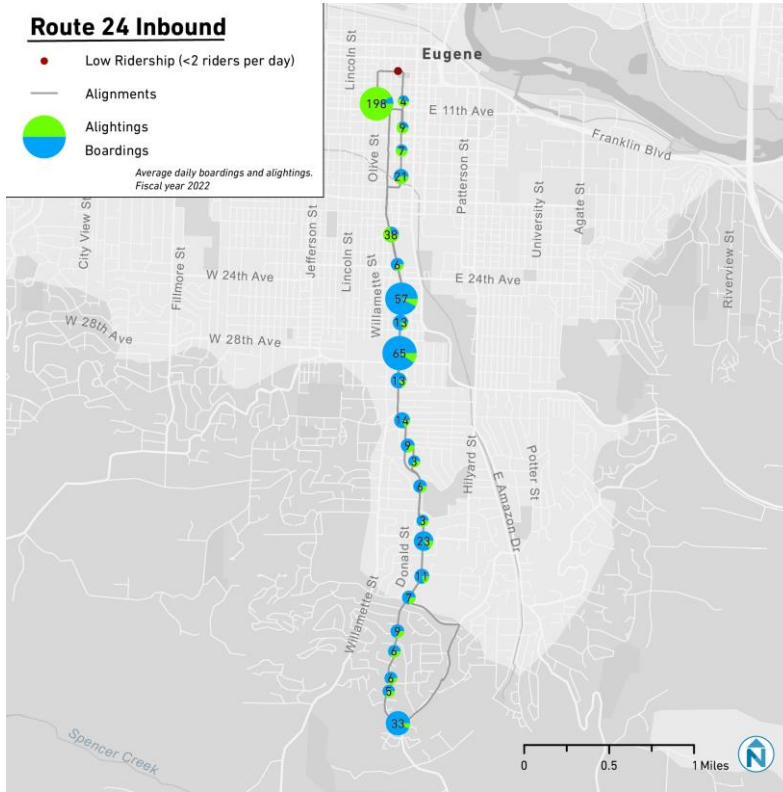 Route 24 Inbound
Low Ridership (<2 riders per day)
Alignments
Alightings
Boardings
Average daily boardings and alightings.
Fiscal year 2022
Lincoln St
Eugene
198
4
E 11th Ave
9
Franklin Blvd
7
Olive St
21
Patterson St
University St
Agate St
City View St
Fillmore St
Jefferson St
Lincoln St
38
Riverview St
W 24th Ave
6
E 24th Ave
Willamette St
57
W 28th Ave
W 28th Ave
13
65
13
14
9
3
Hilyard St
Potter St
6
E Amazon Dr
3
23
Donald St
11
7
Willamette St
9
6
6
5
33
Spencer Creek
0
0.5
1 Miles
N